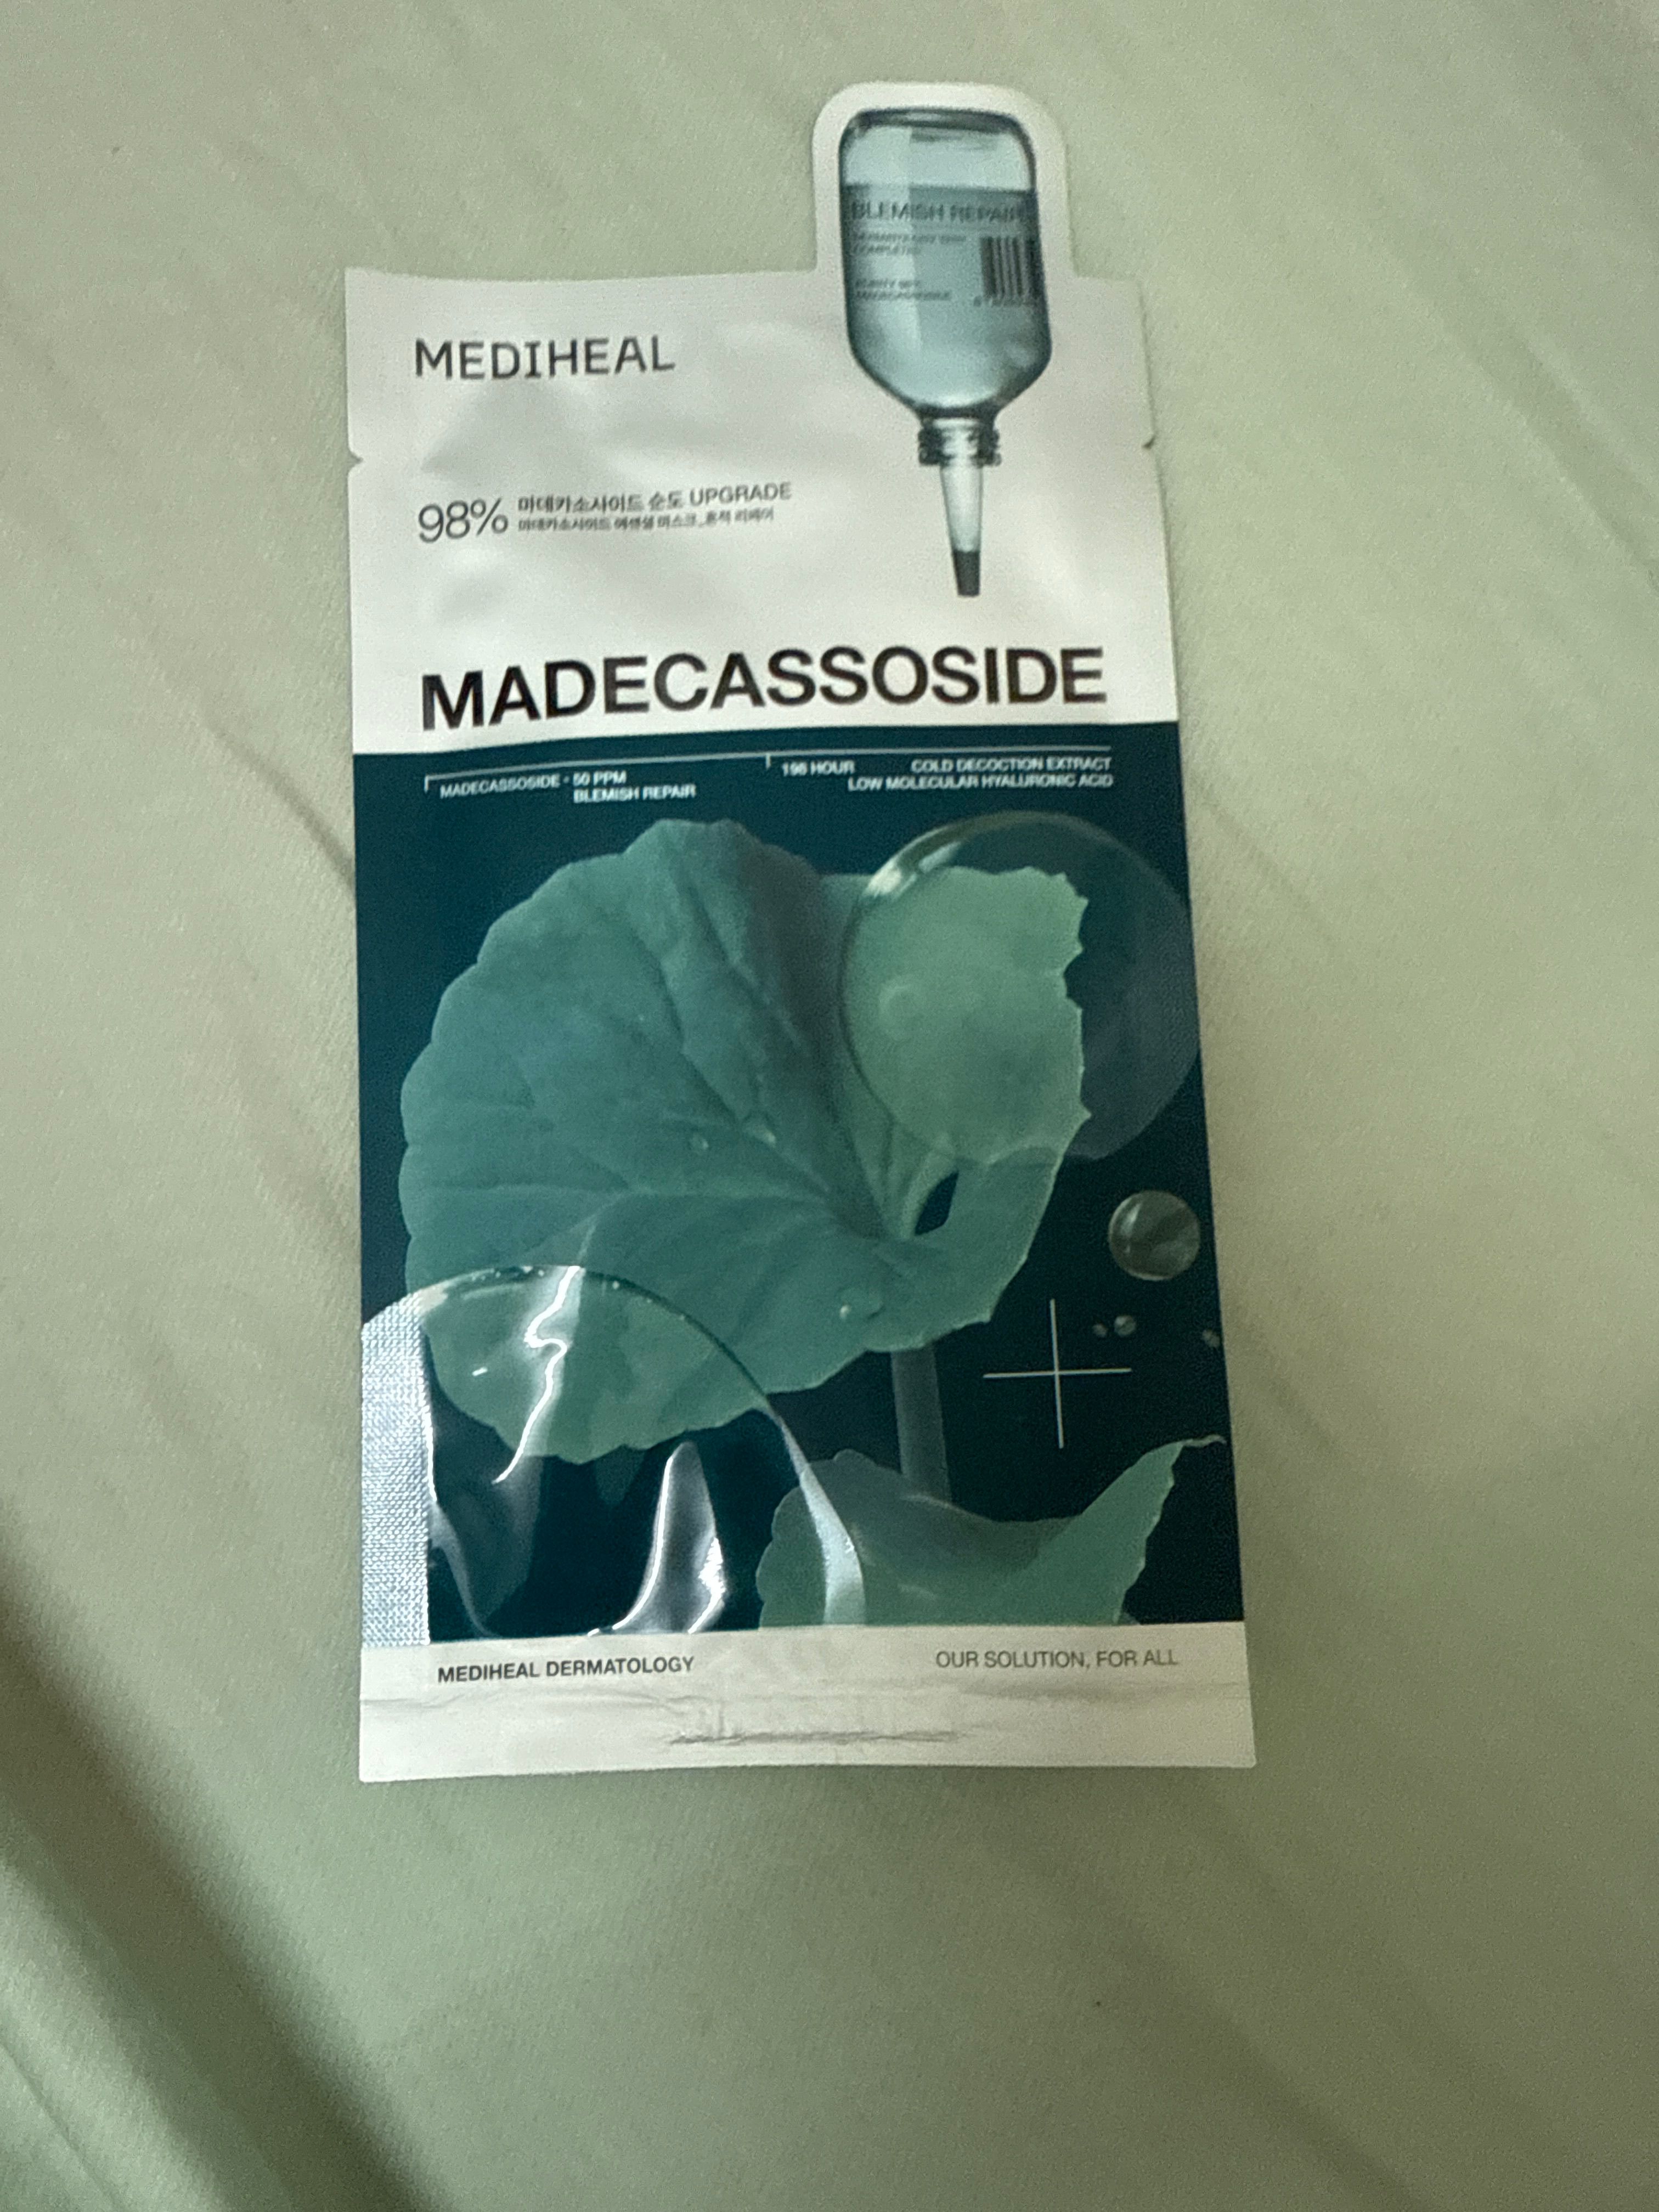 BLEMISH REPAIR
MEDIHEAL
98% 마데카소사이드 순도 UPGRADE
마데카소사이드 에센셜 마스크_흔적 리페어
MADECASSOSIDE
MADECASSOSIDE - 50 PPM
BLEMISH REPAIR
196 HOUR COLD DECOCTION EXTRACT
LOW MOLECULAR HYALURONIC ACID
MEDIHEAL DERMATOLOGY
OUR SOLUTION, FOR ALL